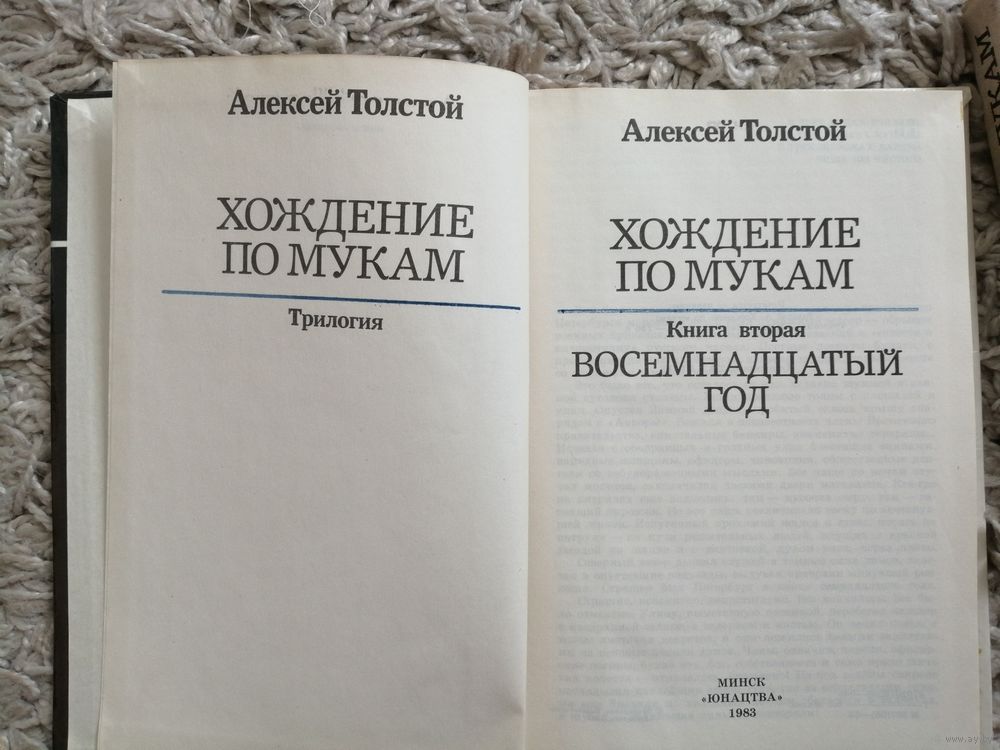 Алексей Толстой
ХОЖДЕНИЕ
ПО МУКАМ
Трилогия
Алексей Толстой
ХОЖДЕНИЕ
ПО МУКАМ
Книга вторая
ВОСЕМНАДЦАТЫЙ
ГОД
МИНСК
«ЮНАЦТВА»
1983